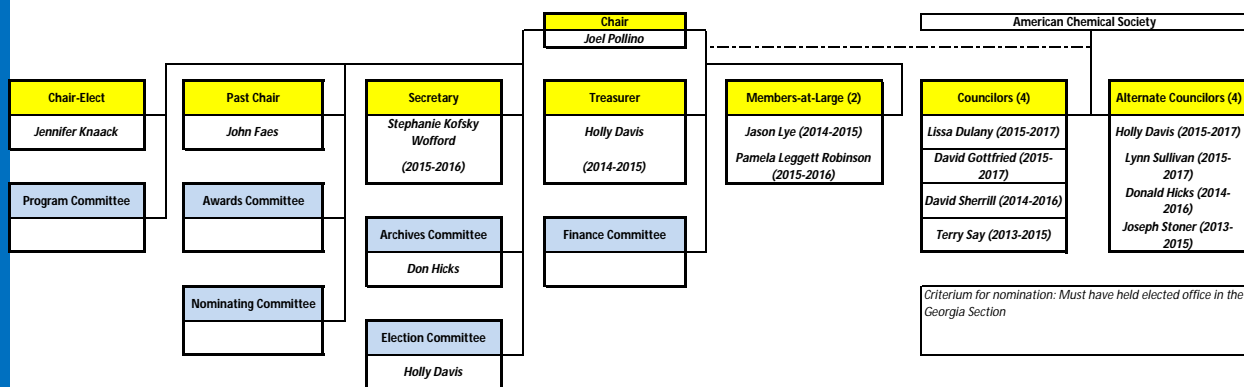 Chair
Joel Pollino
American Chemical Society
Chair-Elect
Jennifer Knaack
Program Committee
Past Chair
John Faes
Awards Committee
Nominating Committee
Secretary
Stephanie Kofsky
Wofford
(2015-2016)
Archives Committee
Don Hicks
Election Committee
Holly Davis
Treasurer
Holly Davis
(2014-2015)
Finance Committee
Members-at-Large (2)
Jason Lye (2014-2015)
Pamela Leggett Robinson
(2015-2016)
Councilors (4)
Lissa Dulany (2015-2017)
David Gottfried (2015-
2017)
David Sherrill (2014-2016)
Terry Say (2013-2015)
Alternate Councilors (4)
Holly Davis (2015-2017)
Lynn Sullivan (2015-
2017)
Donald Hicks (2014-
2016)
Joseph Stoner (2013-
2015)
Criterium for nomination: Must have held elected office in the
Georgia Section